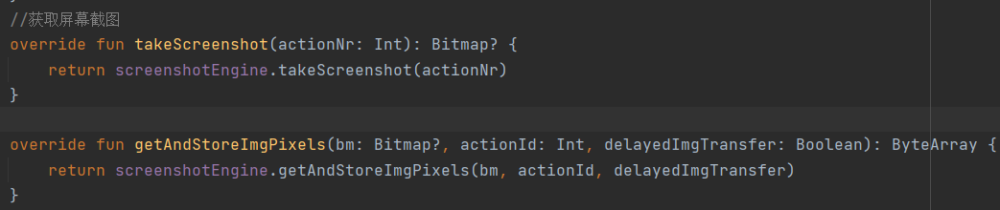 //获取屏幕截图
override fun takeScreenshot(actionNr: Int): Bitmap? {
    return screenshotEngine.takeScreenshot(actionNr)
}
override fun getAndStoreImgPixels(bm: Bitmap?, actionId: Int, delayedImgTransfer: Boolean): ByteArray {
    return screenshotEngine.getAndStoreImgPixels(bm, actionId, delayedImgTransfer)
}